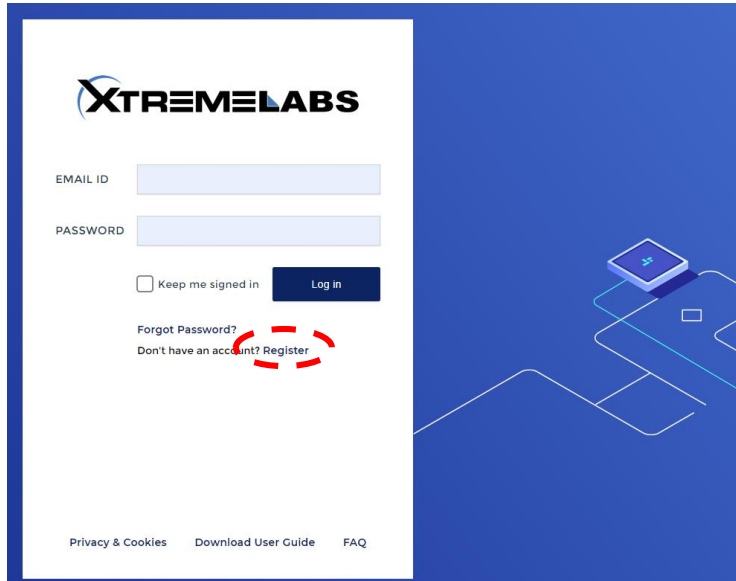 XTREMELABS
EMAIL ID
PASSWORD
Keep me signed in
Log in
Forgot Password?
Don't have an account? Register
Privacy & Cookies Download User Guide FAQ